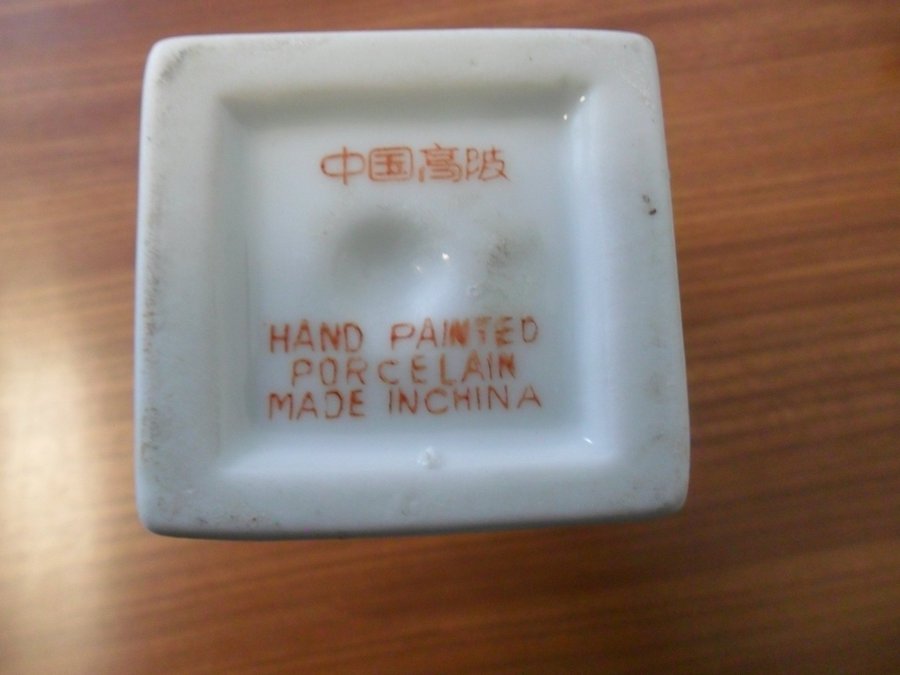 中国高陂
HAND PAINTED
PORCELAIN
MADE INCHINA